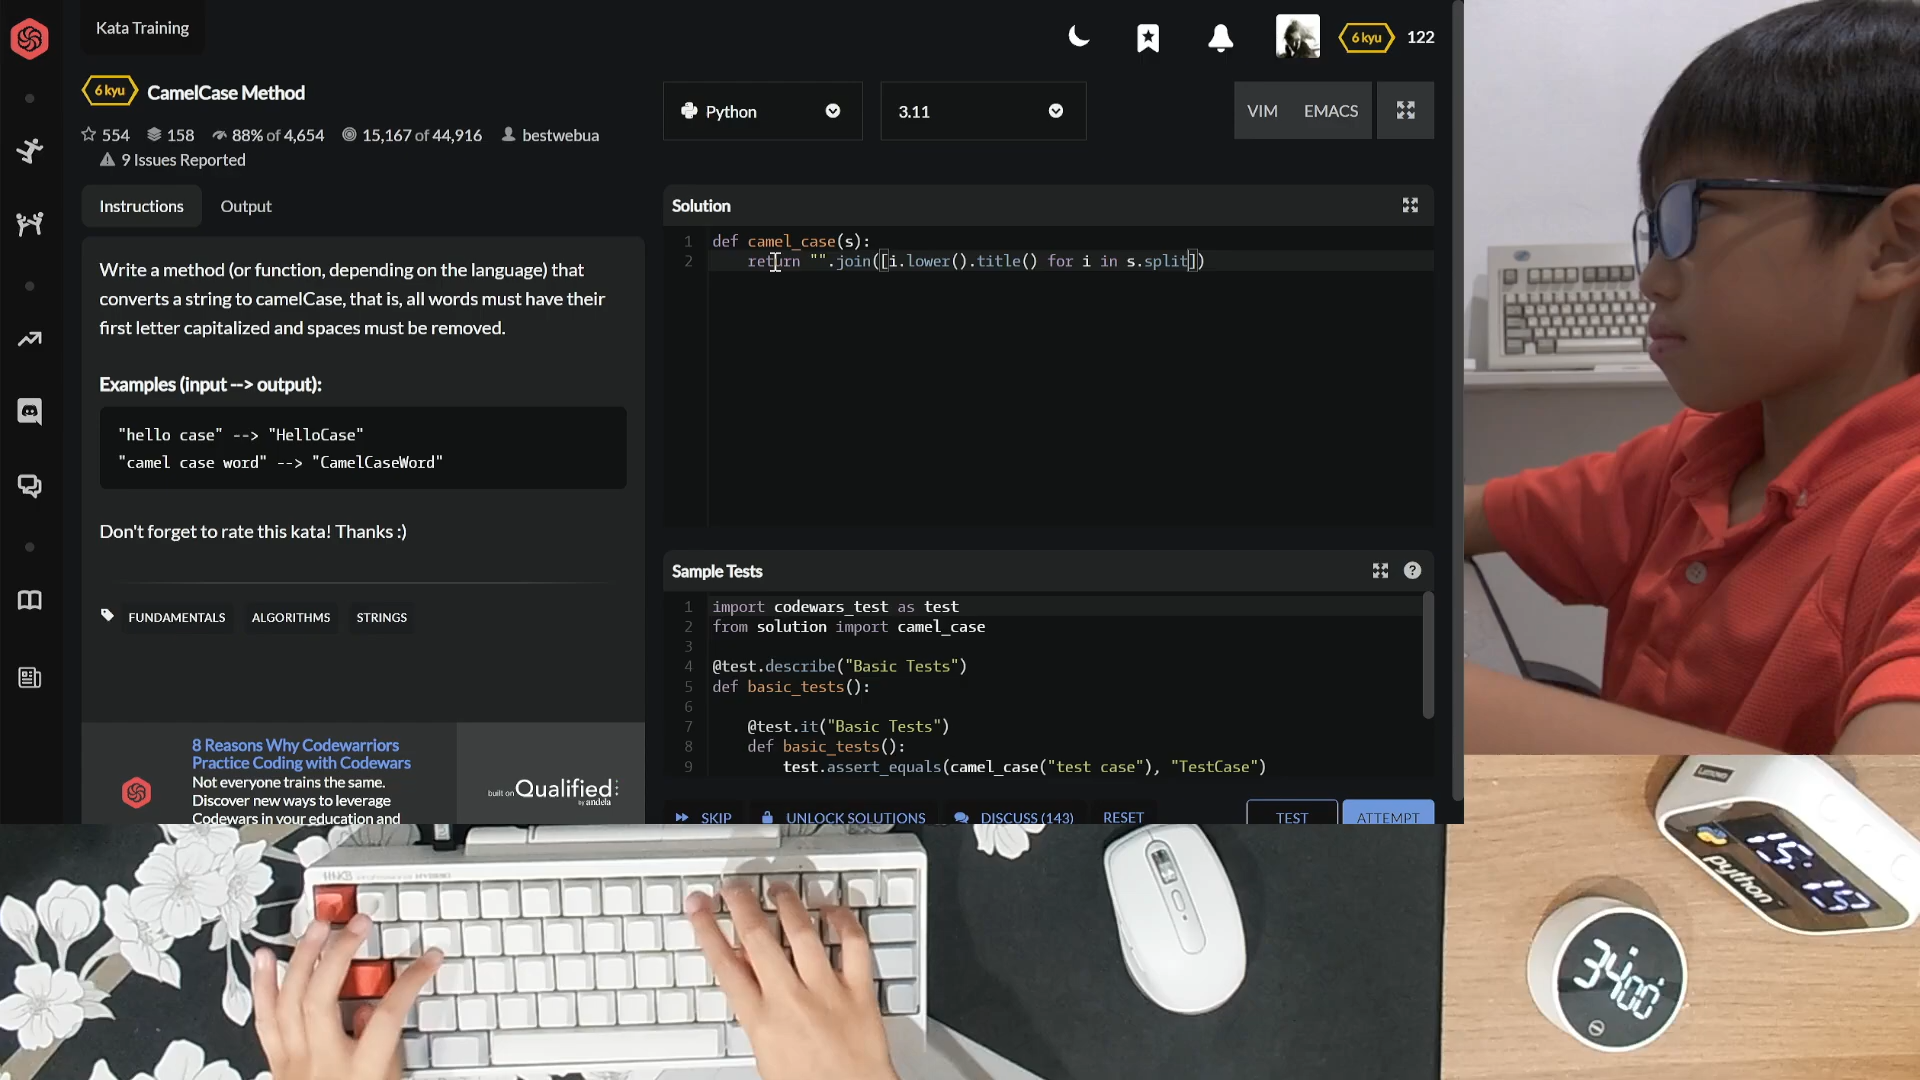 Kata Training
6 kyu 122
6 kyu CamelCase Method
554 158 88% of 4,654 15,167 of 44,916 bestwebua
9 Issues Reported
Python
3.11
VIM EMACS
Instructions Output
Write a method (or function, depending on the language) that
converts a string to camelCase, that is, all words must have their
first letter capitalized and spaces must be removed.
Examples (input --> output):
"hello case" --> "HelloCase"
"camel case word" --> "CamelCaseWord"
Don't forget to rate this kata! Thanks :)
FUNDAMENTALS ALGORITHMS STRINGS
8 Reasons Why Codewarriors
Practice Coding with Codewars
Not everyone trains the same.
Discover new ways to leverage
Codewars in your education and
built on Qualified
by andela
Solution
1 def camel_case(s):
2 return "".join([i.lower().title() for i in s.split])
Sample Tests
1 import codewars_test as test
2 from solution import camel_case
3
4 @test.describe("Basic Tests")
5 def basic_tests():
6
7 @test.it("Basic Tests")
8 def basic_tests():
9 test.assert_equals(camel_case("test case"), "TestCase")
SKIP UNLOCK SOLUTIONS DISCUSS (143) RESET TEST ATTEMPT
HHKB
Lenovo
python
15:19
34:00